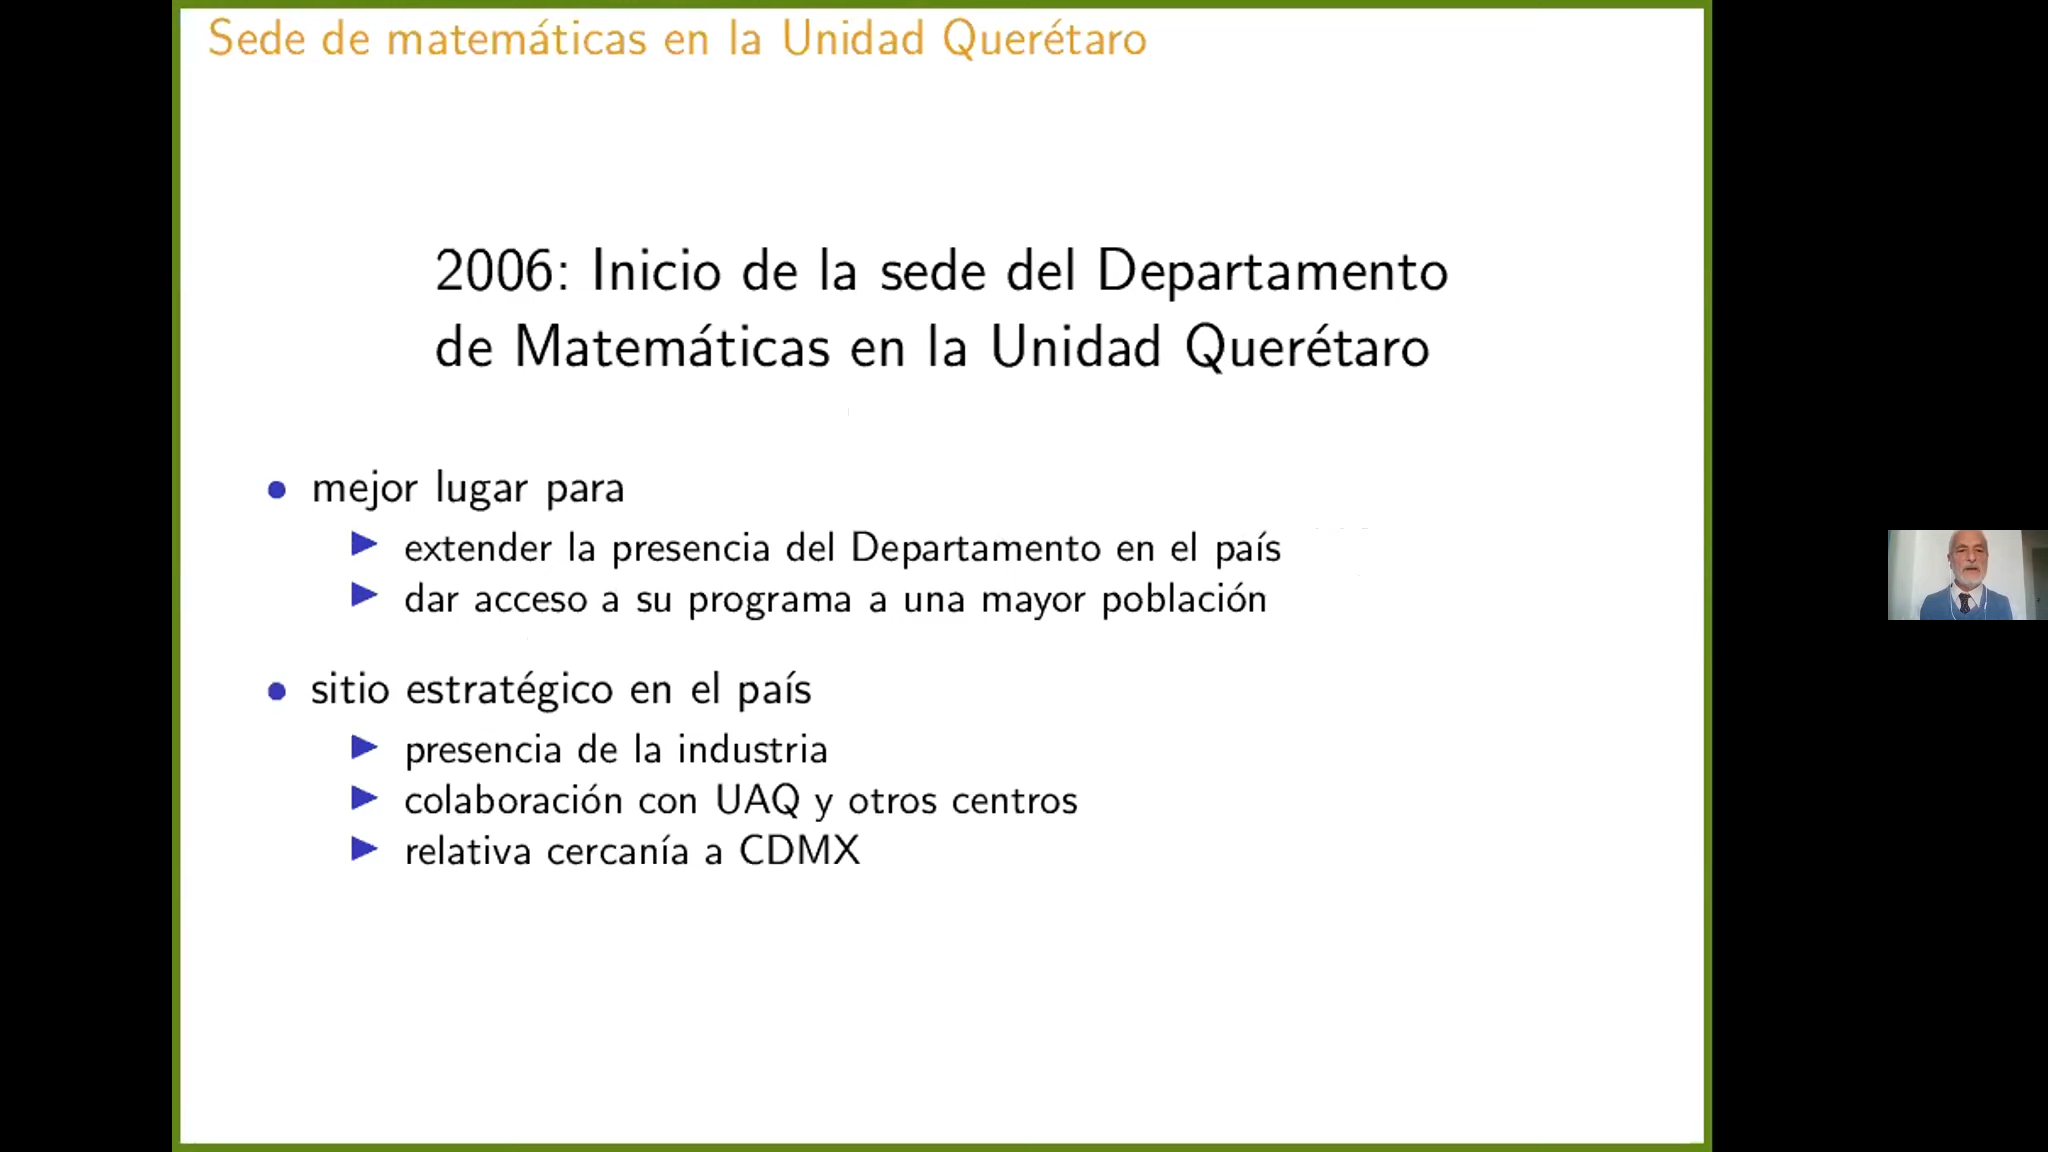 Sede de matemáticas en la Unidad Querétaro
2006: Inicio de la sede del Departamento
de Matemáticas en la Unidad Querétaro
• mejor lugar para
▶ extender la presencia del Departamento en el país
▶ dar acceso a su programa a una mayor población
• sitio estratégico en el país
▶ presencia de la industria
▶ colaboración con UAQ y otros centros
▶ relativa cercanía a CDMX